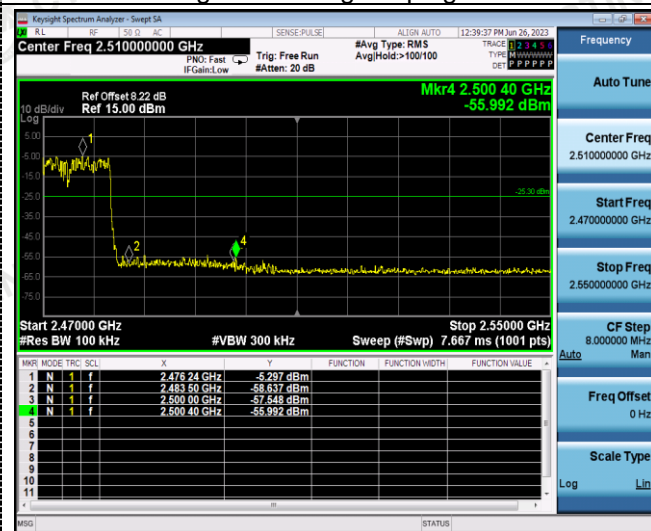 Keysight Spectrum Analyzer - Swept SA
RL RF 50 Ω AC SENSE:PULSE ALIGN AUTO 12:39:37 PM Jun 26, 2023
Center Freq 2.510000000 GHz
PNO: Fast
IFGain:Low
Trig: Free Run
#Atten: 20 dB
#Avg Type: RMS
Avg|Hold:>100/100
TRACE 1 2 3 4 5 6
TYPE M WWWWW
DET P P P P P P
Mkr4 2.500 40 GHz
-55.992 dBm
Ref Offset 8.22 dB
10 dB/div Ref 15.00 dBm
Log
5.00
-5.00
-15.0
-25.0
-35.0
-45.0
-55.0
-65.0
-75.0
1
2
4
-25.30 dBm
Start 2.47000 GHz Stop 2.55000 GHz
#Res BW 100 kHz #VBW 300 kHz Sweep (#Swp) 7.667 ms (1001 pts)
MKR MODE TRC SCL X Y FUNCTION FUNCTION WIDTH FUNCTION VALUE
1 N 1 f 2.476 24 GHz -5.297 dBm
2 N 1 f 2.483 50 GHz -58.637 dBm
3 N 1 f 2.500 00 GHz -57.548 dBm
4 N 1 f 2.500 40 GHz -55.992 dBm
5
6
7
8
9
10
11
MSG STATUS
Frequency
Auto Tune
Center Freq
2.510000000 GHz
Start Freq
2.470000000 GHz
Stop Freq
2.550000000 GHz
CF Step
8.000000 MHz
Auto Man
Freq Offset
0 Hz
Scale Type
Log Lin